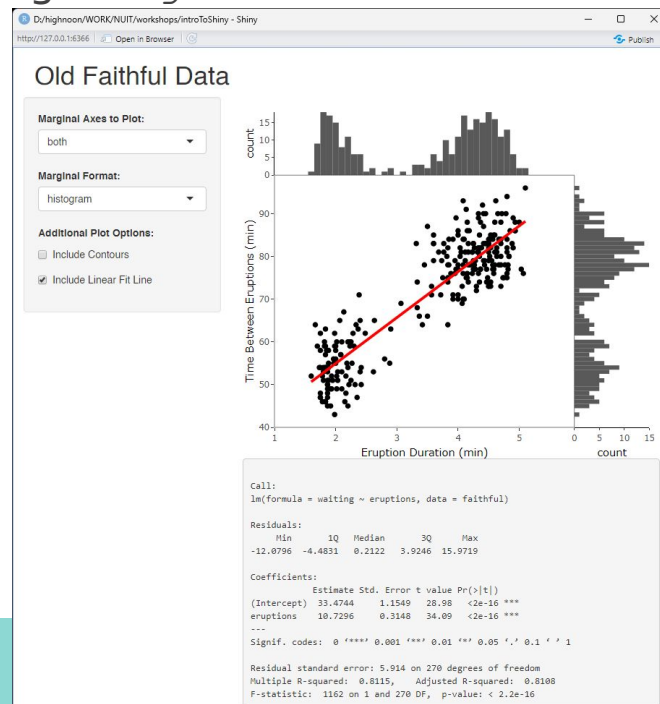 D:/highnoon/WORK/NUIT/workshops/introToShiny - Shiny
http://127.0.0.1:6366 Open in Browser
Publish
Old Faithful Data
Marginal Axes to Plot:
both
Marginal Format:
histogram
Additional Plot Options:
Include Contours
Include Linear Fit Line
count
15
10
5
0
Time Between Eruptions (min)
90
80
70
60
50
40
1 2 3 4 5
Eruption Duration (min)
0 5 10 15
count
Call:
lm(formula = waiting ~ eruptions, data = faithful)
Residuals:
Min 1Q Median 3Q Max
-12.0796 -4.4831 0.2122 3.9246 15.9719
Coefficients:
Estimate Std. Error t value Pr(>|t|)
(Intercept) 33.4744 1.1549 28.98 <2e-16 ***
eruptions 10.7296 0.3148 34.09 <2e-16 ***
---
Signif. codes: 0 ‘***’ 0.001 ‘**’ 0.01 ‘*’ 0.05 ‘.’ 0.1 ‘ ’ 1
Residual standard error: 5.914 on 270 degrees of freedom
Multiple R-squared: 0.8115, Adjusted R-squared: 0.8108
F-statistic: 1162 on 1 and 270 DF, p-value: < 2.2e-16